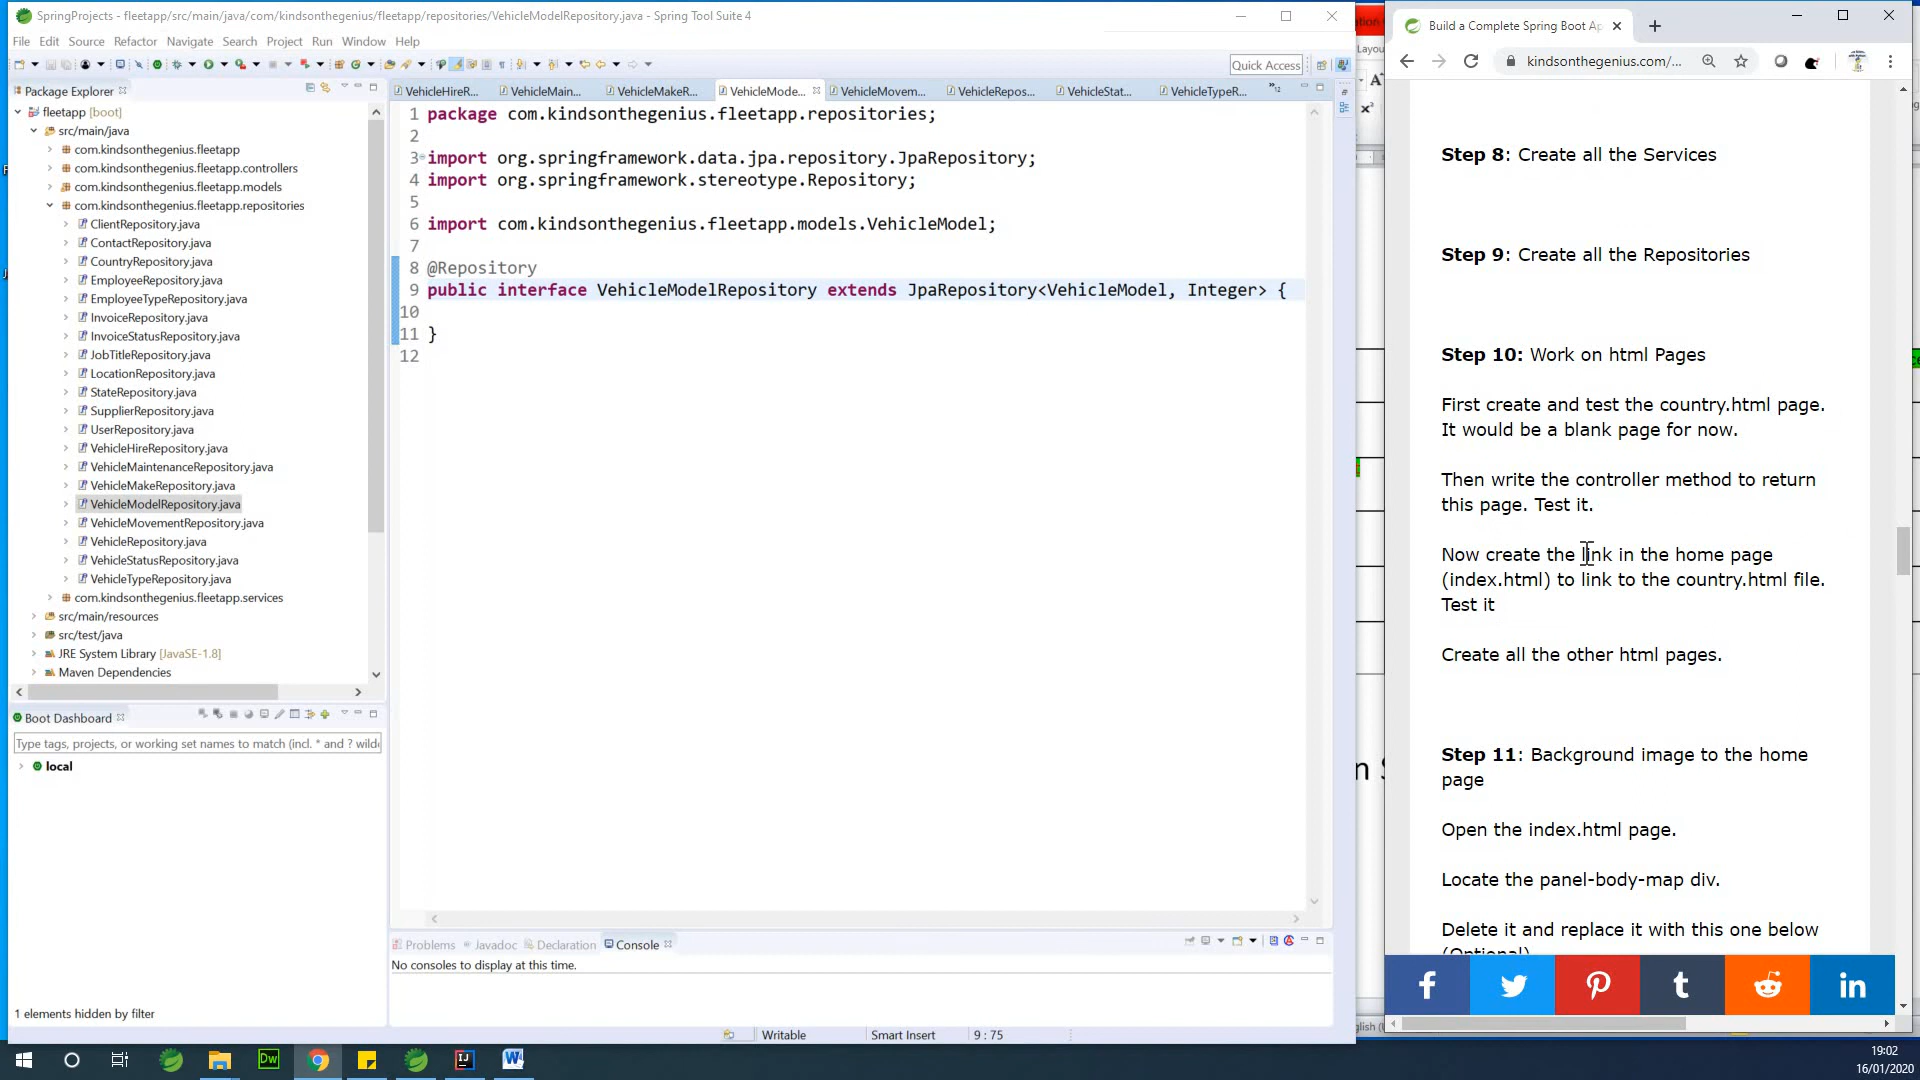 SpringProjects - fleetapp/src/main/java/com/kindsonthegenius/fleetapp/repositories/VehicleModelRepository.java - Spring Tool Suite 4
File Edit Source Refactor Navigate Search Project Run Window Help
Quick Access
Package Explorer
fleetapp [boot]
src/main/java
com.kindsonthegenius.fleetapp
com.kindsonthegenius.fleetapp.controllers
com.kindsonthegenius.fleetapp.models
com.kindsonthegenius.fleetapp.repositories
ClientRepository.java
ContactRepository.java
CountryRepository.java
EmployeeRepository.java
EmployeeTypeRepository.java
InvoiceRepository.java
InvoiceStatusRepository.java
JobTitleRepository.java
LocationRepository.java
StateRepository.java
SupplierRepository.java
UserRepository.java
VehicleHireRepository.java
VehicleMaintenanceRepository.java
VehicleMakeRepository.java
VehicleModelRepository.java
VehicleMovementRepository.java
VehicleRepository.java
VehicleStatusRepository.java
VehicleTypeRepository.java
com.kindsonthegenius.fleetapp.services
src/main/resources
src/test/java
JRE System Library [JavaSE-1.8]
Maven Dependencies
Boot Dashboard
Type tags, projects, or working set names to match (incl. * and ? wild
local
1 elements hidden by filter
VehicleHireR... VehicleMain... VehicleMakeR... VehicleMode... VehicleMovem... VehicleRepos... VehicleStat... VehicleTypeR... »12
1 package com.kindsonthegenius.fleetapp.repositories;
2
3 import org.springframework.data.jpa.repository.JpaRepository;
4 import org.springframework.stereotype.Repository;
5
6 import com.kindsonthegenius.fleetapp.models.VehicleModel;
7
8 @Repository
9 public interface VehicleModelRepository extends JpaRepository<VehicleModel, Integer> {
10
11 }
12
Problems Javadoc Declaration Console
No consoles to display at this time.
Writable Smart Insert 9 : 75
Build a Complete Spring Boot Ap
kindsonthegenius.com/...
Step 8: Create all the Services
Step 9: Create all the Repositories
Step 10: Work on html Pages
First create and test the country.html page.
It would be a blank page for now.
Then write the controller method to return
this page. Test it.
Now create the link in the home page
(index.html) to link to the country.html file.
Test it
Create all the other html pages.
Step 11: Background image to the home
page
Open the index.html page.
Locate the panel-body-map div.
Delete it and replace it with this one below
(Optional)
Dw
IJ
W
19:02
16/01/2020